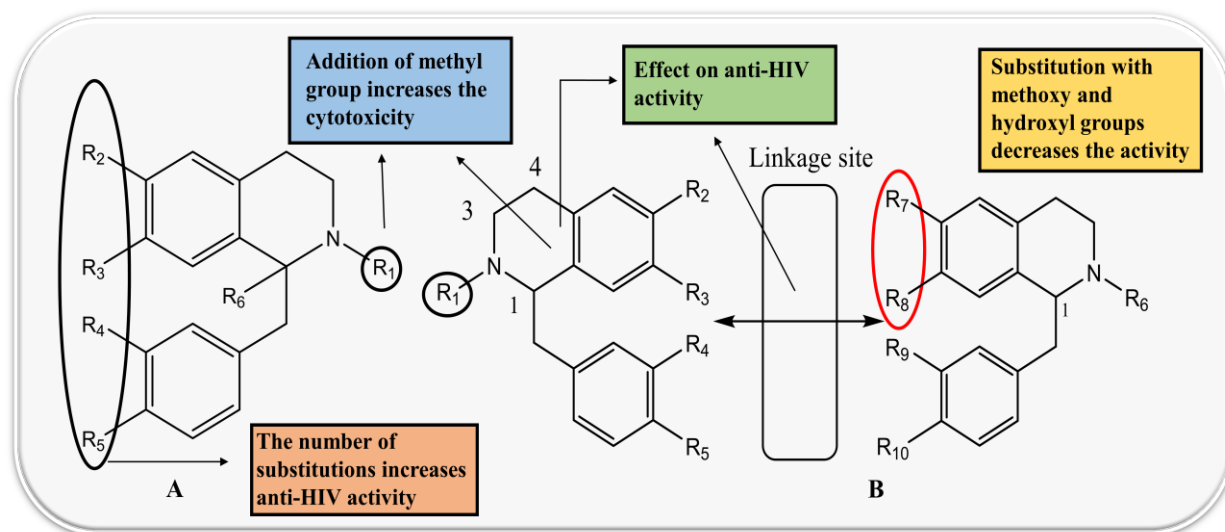 Addition of methyl
group increases the
cytotoxicity
Effect on anti-HIV
activity
Substitution with
methoxy and
hydroxyl groups
decreases the activity
Linkage site
R2
R3
R4
R5
R6
N
R1
4
3
N
R1
1
R2
R3
R4
R5
R7
R8
N
R6
1
R9
R10
The number of
substitutions increases
anti-HIV activity
A
B